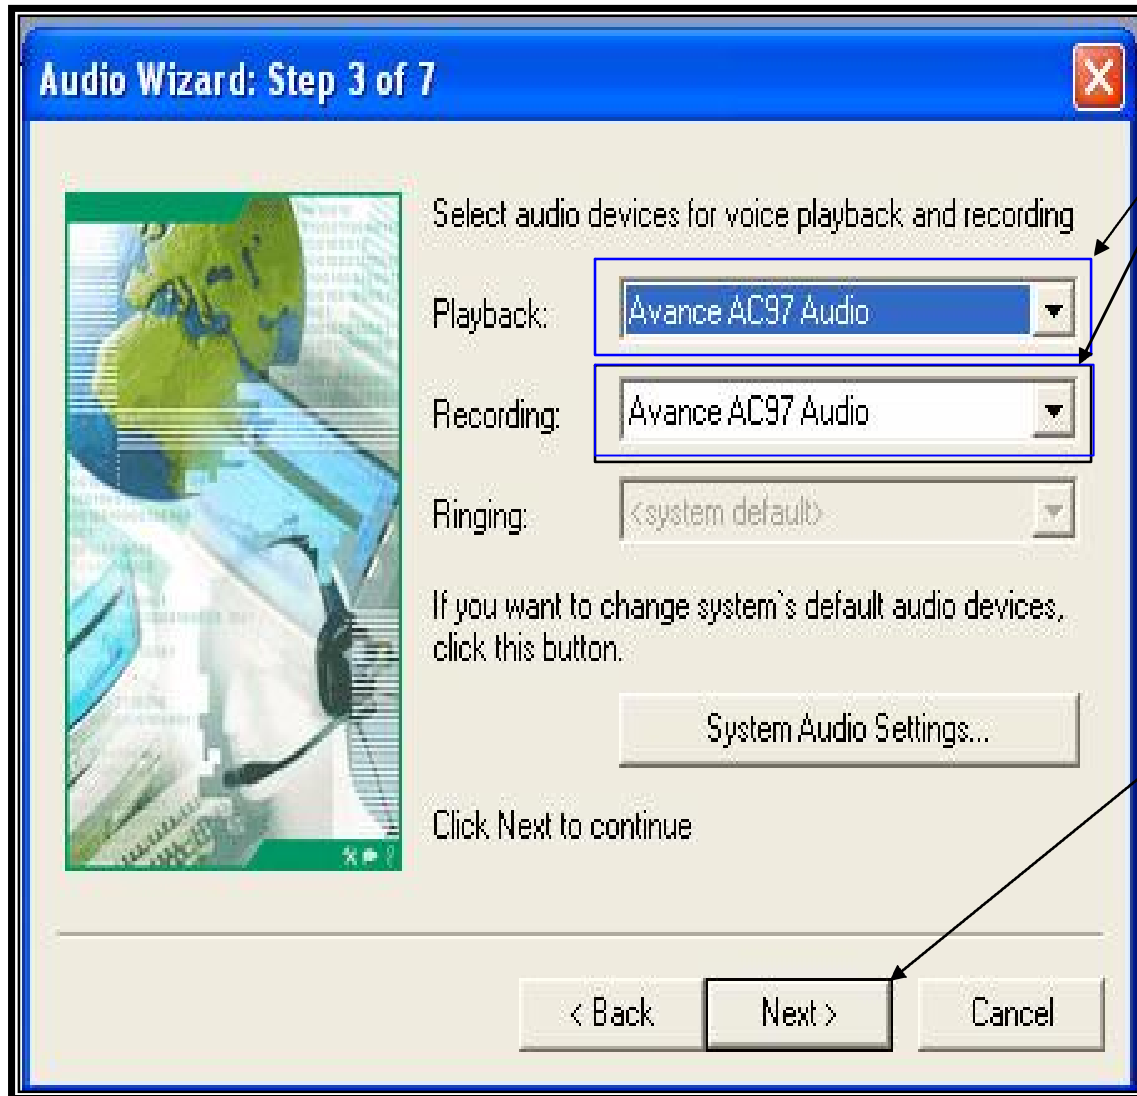 Audio Wizard: Step 3 of 7
Select audio devices for voice playback and recording
Playback:
Avance AC97 Audio
Recording:
Avance AC97 Audio
Ringing:
<system default>
If you want to change system`s default audio devices,
click this button.
System Audio Settings...
Click Next to continue
< Back
Next >
Cancel